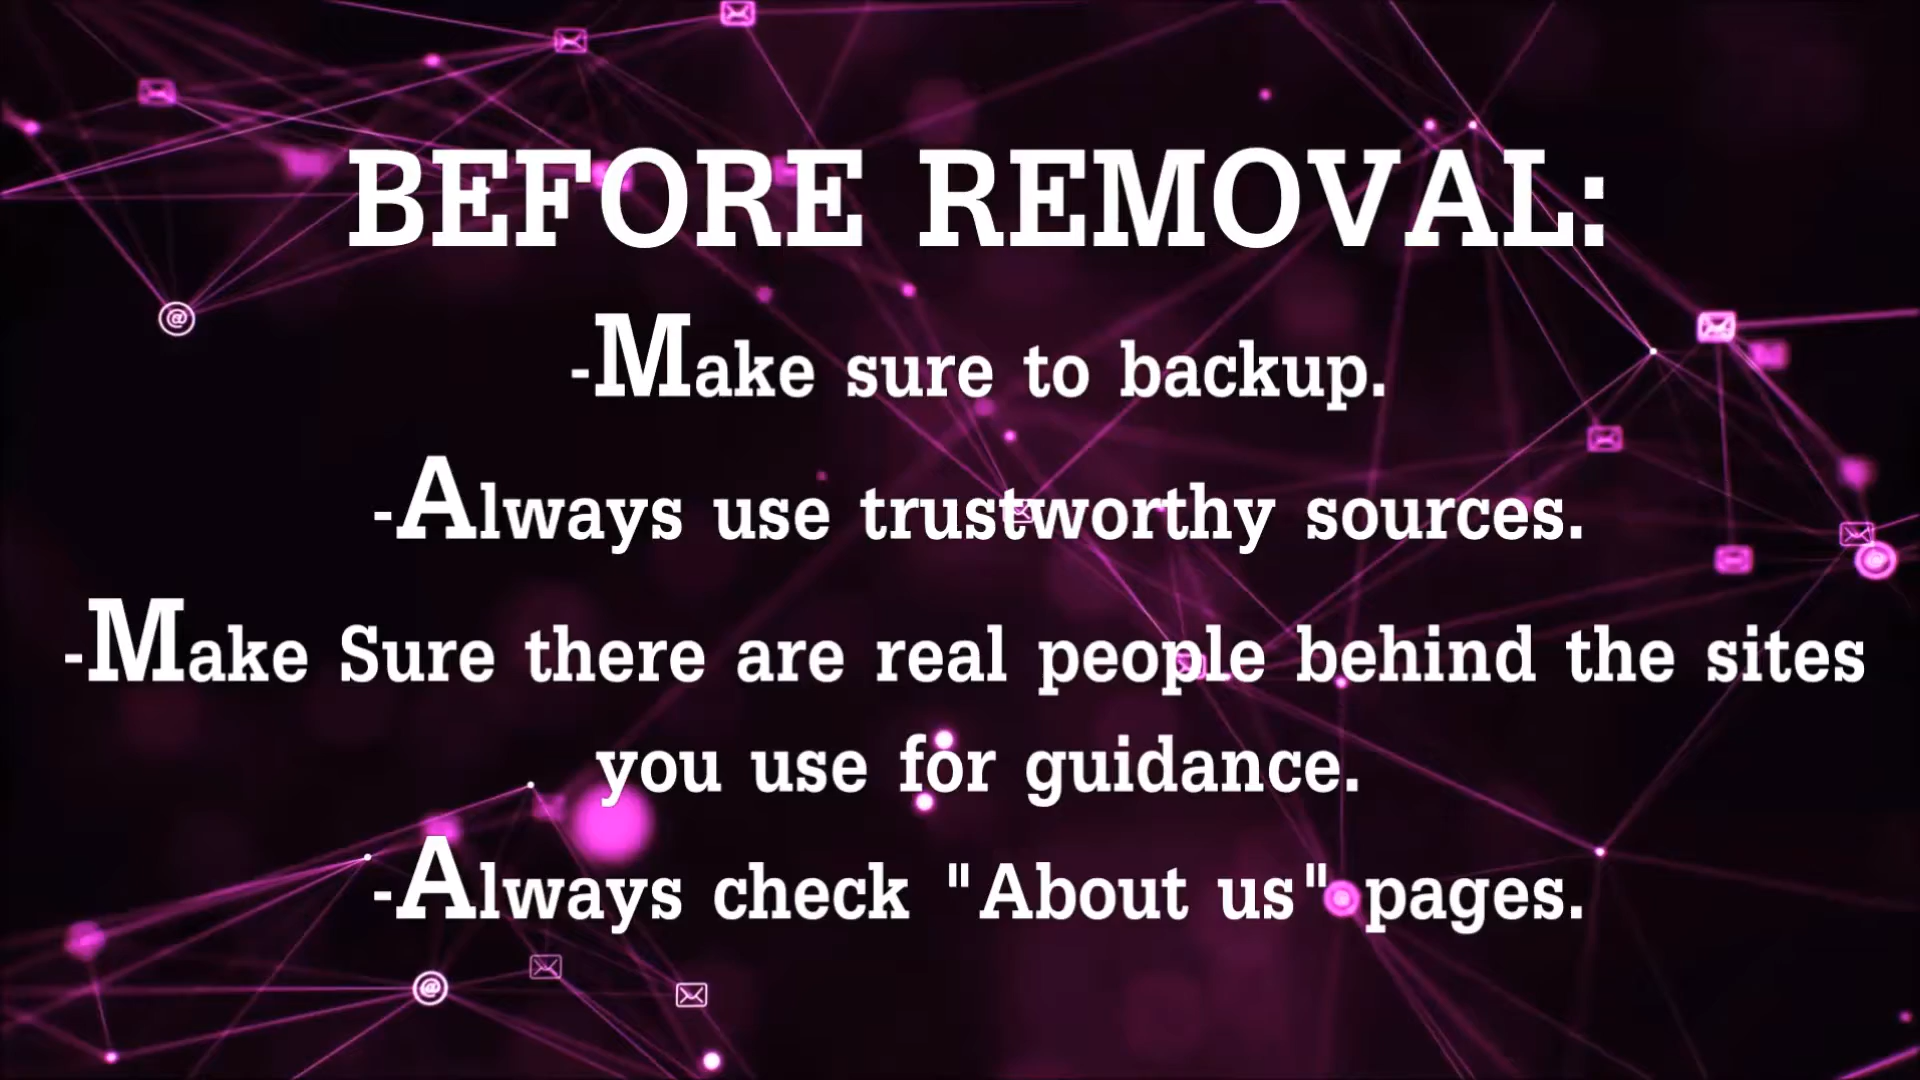 BEFORE REMOVAL:
-Make sure to backup.
-Always use trustworthy sources.
-Make Sure there are real people behind the sites
you use for guidance.
-Always check "About us" pages.